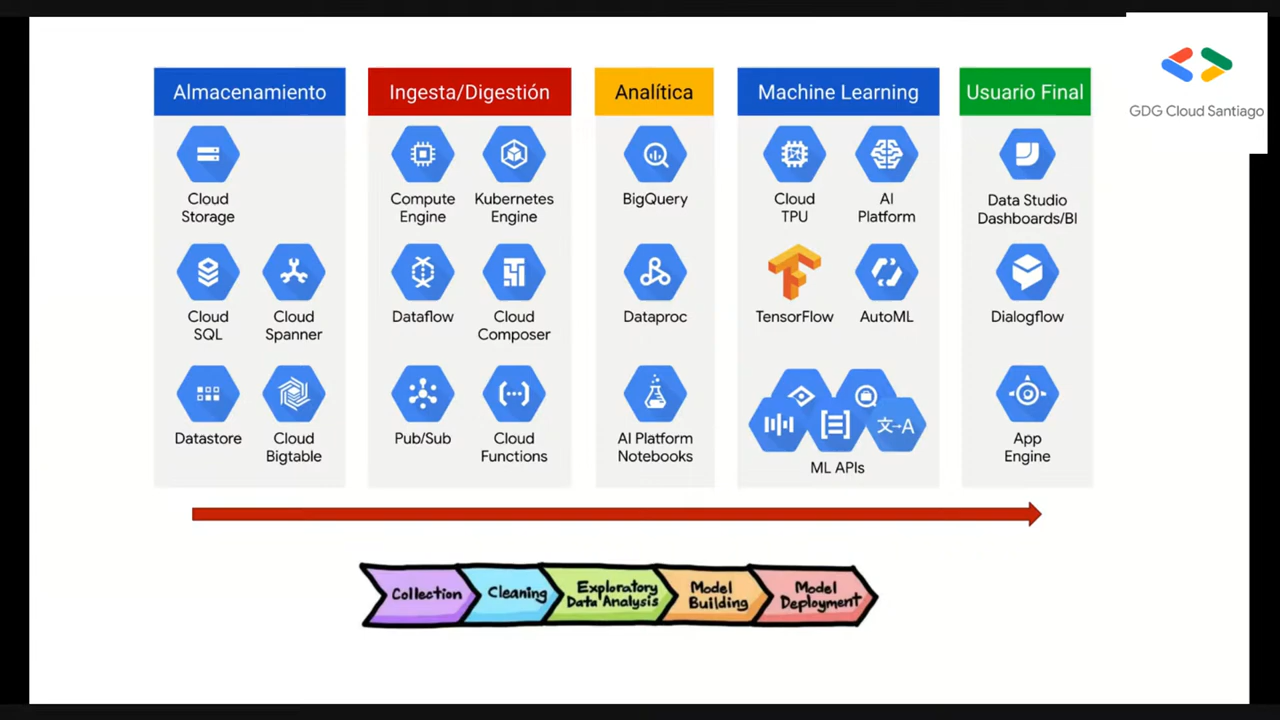 GDG Cloud Santiago
Almacenamiento
Cloud
Storage
Cloud
SQL
Cloud
Spanner
Datastore
Cloud
Bigtable
Ingesta/Digestión
Compute
Engine
Kubernetes
Engine
Dataflow
Cloud
Composer
Pub/Sub
Cloud
Functions
Analítica
BigQuery
Dataproc
AI Platform
Notebooks
Machine Learning
Cloud
TPU
AI
Platform
TensorFlow
AutoML
文→A
ML APIs
Usuario Final
Data Studio
Dashboards/BI
Dialogflow
App
Engine
Collection
Cleaning
Exploratory
Data Analysis
Model
Building
Model
Deployment